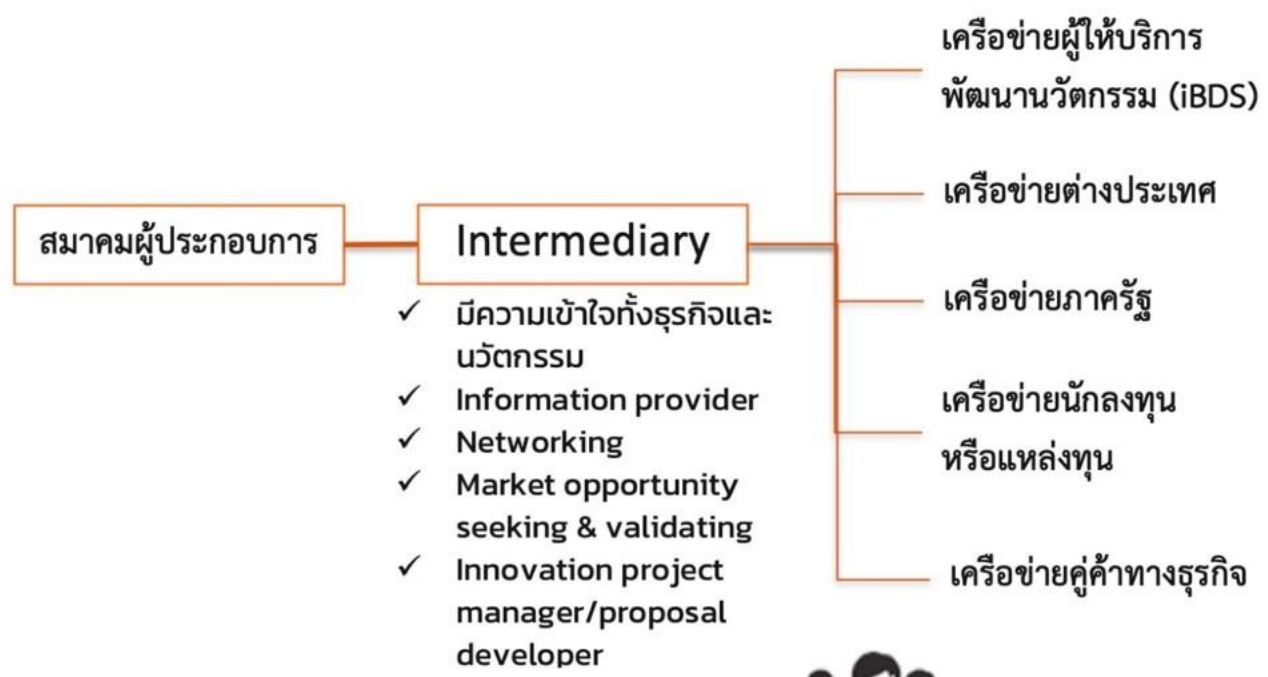 สมาคมผู้ประกอบการ
Intermediary
✓ มีความเข้าใจทั้งธุรกิจและ
นวัตกรรม
✓ Information provider
✓ Networking
✓ Market opportunity
seeking & validating
✓ Innovation project
manager/proposal
developer
เครือข่ายผู้ให้บริการ
พัฒนานวัตกรรม (iBDS)
เครือข่ายต่างประเทศ
เครือข่ายภาครัฐ
เครือข่ายนักลงทุน
หรือแหล่งทุน
เครือข่ายคู่ค้าทางธุรกิจ